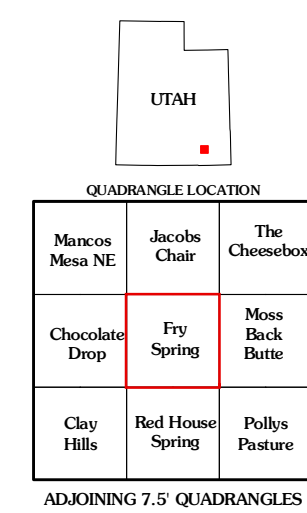 UTAH
QUADRANGLE LOCATION
Mancos
Mesa NE
Jacobs
Chair
The
Cheesebox
Chocolate
Drop
Fry
Spring
Moss
Back
Butte
Clay
Hills
Red House
Spring
Pollys
Pasture
ADJOINING 7.5' QUADRANGLES